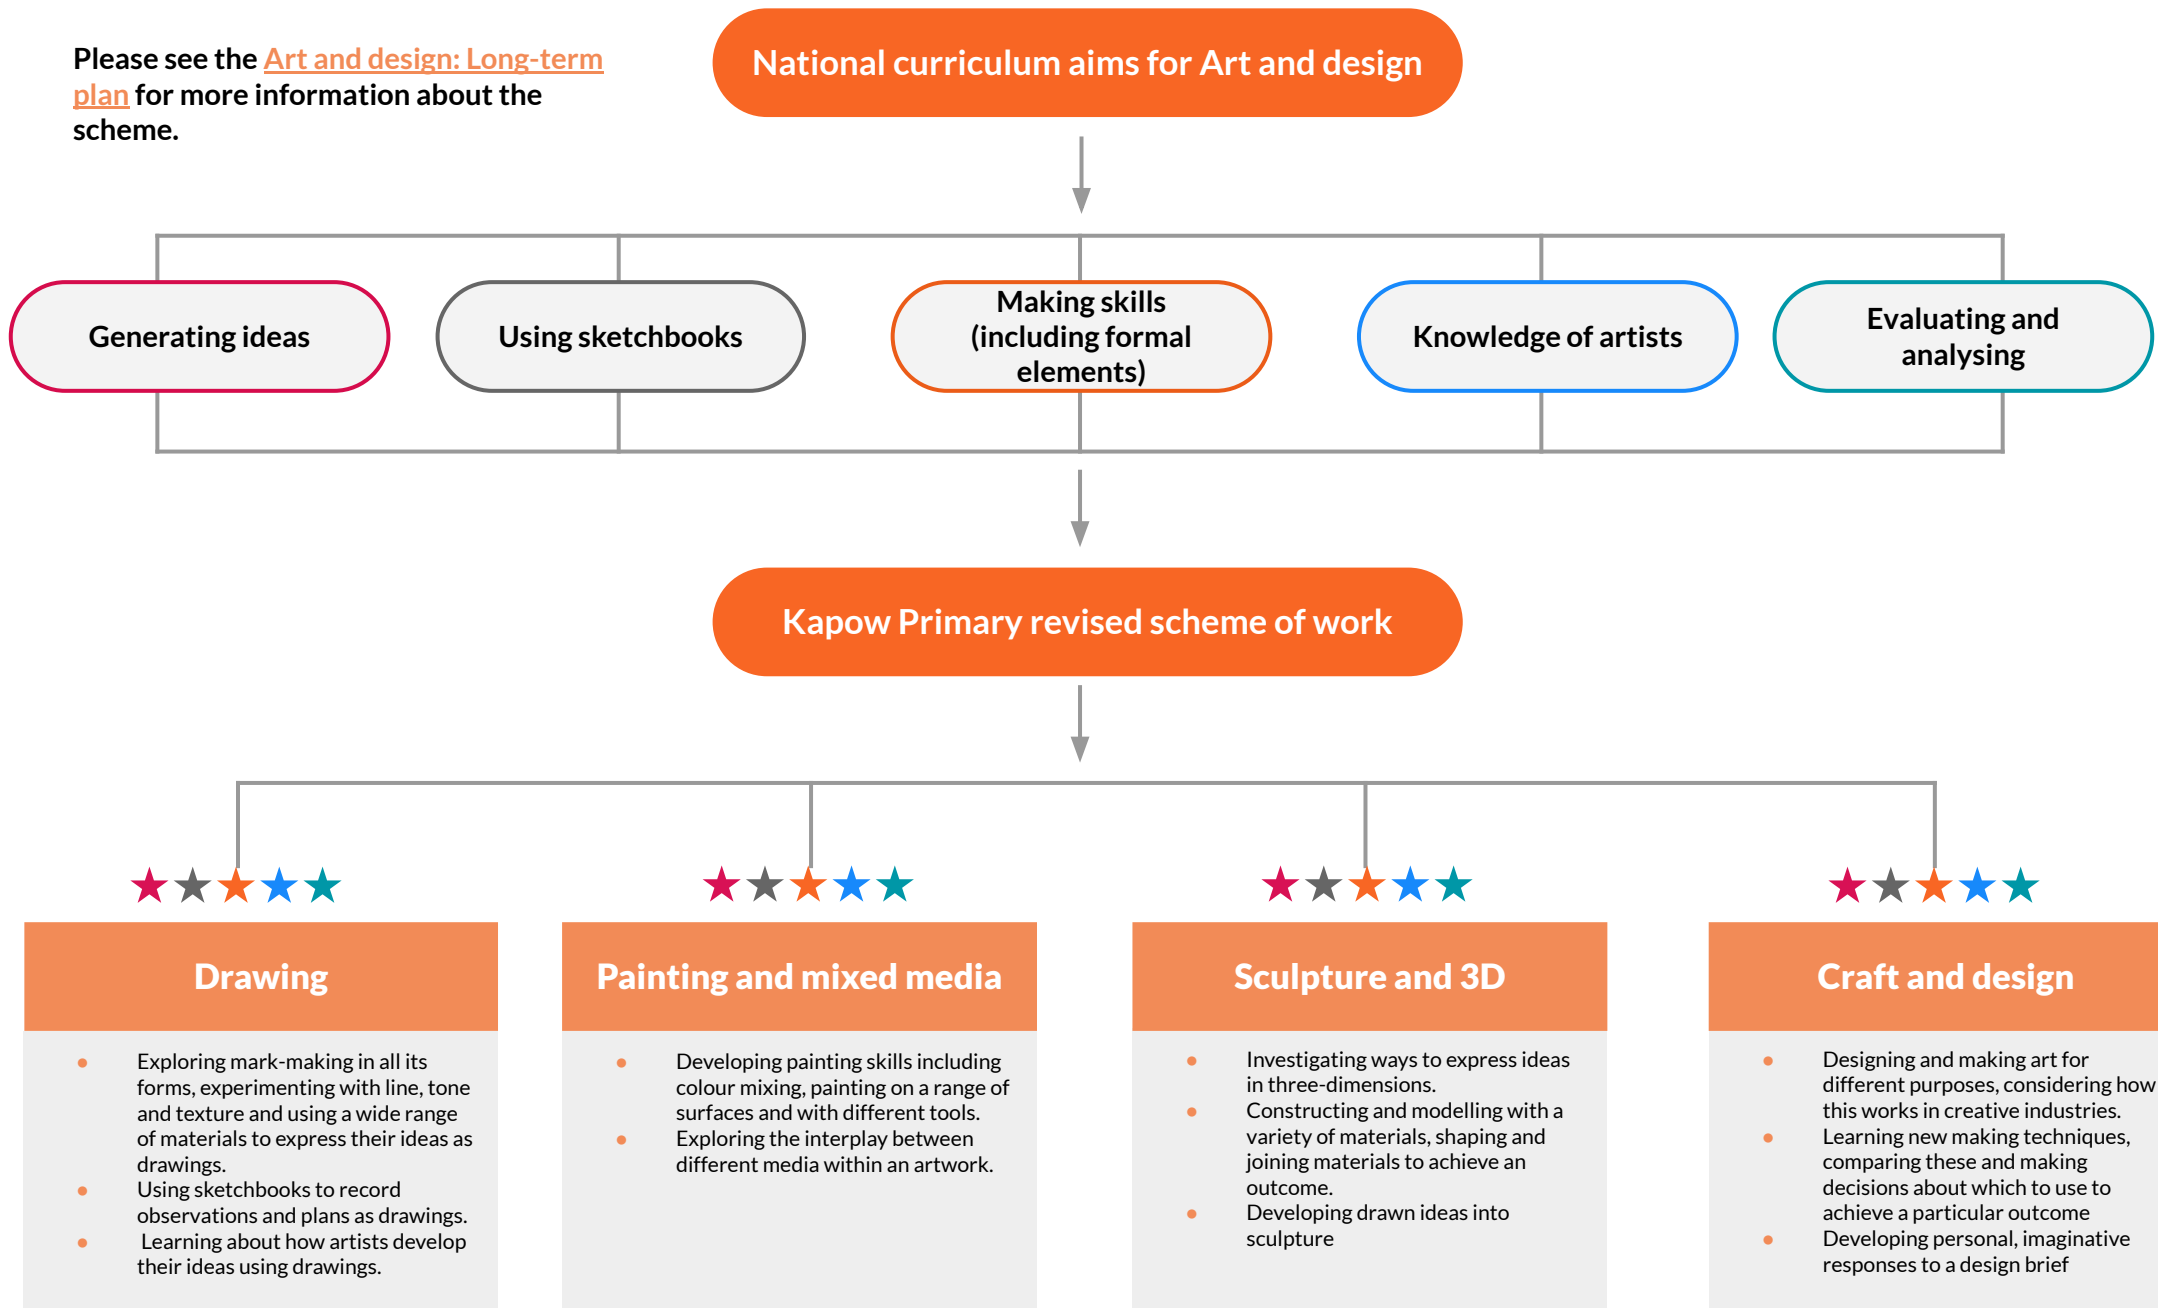 Please see the Art and design: Long-term
plan for more information about the
scheme.
National curriculum aims for Art and design
Generating ideas
Using sketchbooks
Making skills
(including formal
elements)
Knowledge of artists
Evaluating and
analysing
Kapow Primary revised scheme of work
Drawing
● Exploring mark-making in all its
forms, experimenting with line, tone
and texture and using a wide range
of materials to express their ideas as
drawings.
● Using sketchbooks to record
observations and plans as drawings.
● Learning about how artists develop
their ideas using drawings.
Painting and mixed media
● Developing painting skills including
colour mixing, painting on a range of
surfaces and with different tools.
● Exploring the interplay between
different media within an artwork.
Sculpture and 3D
● Investigating ways to express ideas
in three-dimensions.
● Constructing and modelling with a
variety of materials, shaping and
joining materials to achieve an
outcome.
● Developing drawn ideas into
sculpture
Craft and design
● Designing and making art for
different purposes, considering how
this works in creative industries.
● Learning new making techniques,
comparing these and making
decisions about which to use to
achieve a particular outcome
● Developing personal, imaginative
responses to a design brief